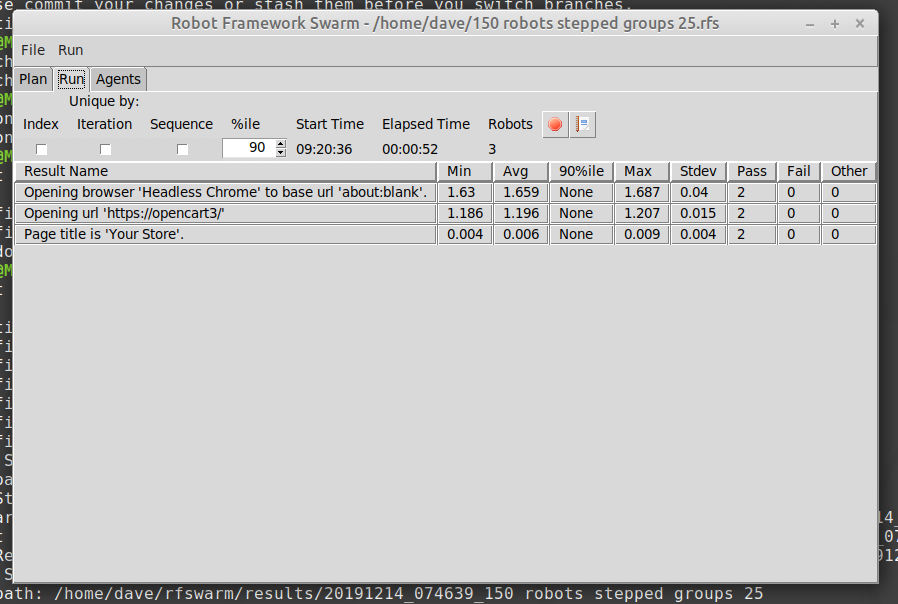 se commit your changes or stash them before you switch branches.
Robot Framework Swarm - /home/dave/150 robots stepped groups 25.rfs
File Run
Plan Run Agents
Unique by:
Index Iteration Sequence %ile Start Time Elapsed Time Robots
90 09:20:36 00:00:52 3
Result Name Min Avg 90%ile Max Stdev Pass Fail Other
Opening browser 'Headless Chrome' to base url 'about:blank'. 1.63 1.659 None 1.687 0.04 2 0 0
Opening url 'https://opencart3/' 1.186 1.196 None 1.207 0.015 2 0 0
Page title is 'Your Store'. 0.004 0.006 None 0.009 0.004 2 0 0
path: /home/dave/rfswarm/results/20191214_074639_150 robots stepped groups 25